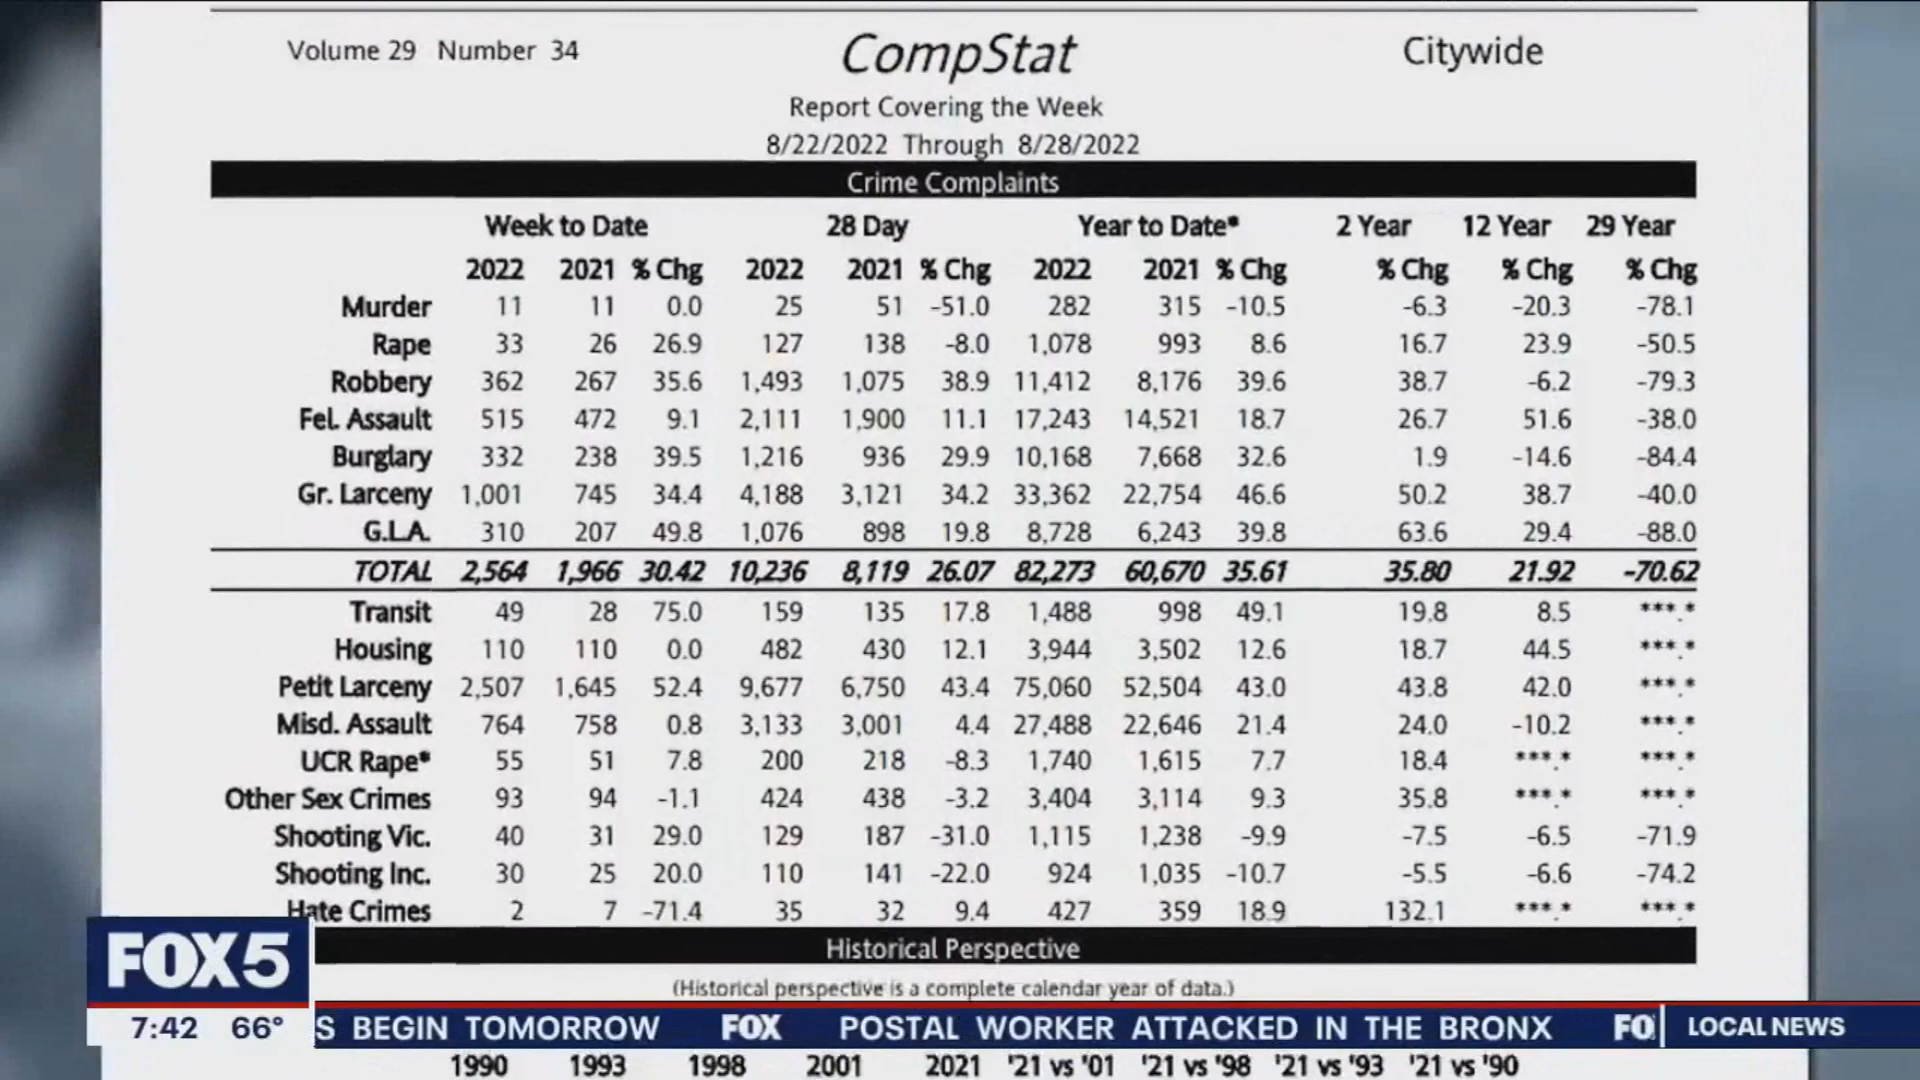 Volume 29 Number 34 CompStat Citywide
Report Covering the Week
8/22/2022 Through 8/28/2022
Crime Complaints
Week to Date 28 Day Year to Date* 2 Year 12 Year 29 Year
2022 2021 % Chg 2022 2021 % Chg 2022 2021 % Chg % Chg % Chg % Chg
Murder 11 11 0.0 25 51 -51.0 282 315 -10.5 -6.3 -20.3 -78.1
Rape 33 26 26.9 127 138 -8.0 1,078 993 8.6 16.7 23.9 -50.5
Robbery 362 267 35.6 1,493 1,075 38.9 11,412 8,176 39.6 38.7 -6.2 -79.3
Fel. Assault 515 472 9.1 2,111 1,900 11.1 17,243 14,521 18.7 26.7 51.6 -38.0
Burglary 332 238 39.5 1,216 936 29.9 10,168 7,668 32.6 1.9 -14.6 -84.4
Gr. Larceny 1,001 745 34.4 4,188 3,121 34.2 33,362 22,754 46.6 50.2 38.7 -40.0
G.L.A. 310 207 49.8 1,076 898 19.8 8,728 6,243 39.8 63.6 29.4 -88.0
TOTAL 2,564 1,966 30.42 10,236 8,119 26.07 82,273 60,670 35.61 35.80 21.92 -70.62
Transit 49 28 75.0 159 135 17.8 1,488 998 49.1 19.8 8.5 ***.*
Housing 110 110 0.0 482 430 12.1 3,944 3,502 12.6 18.7 44.5 ***.*
Petit Larceny 2,507 1,645 52.4 9,677 6,750 43.4 75,060 52,504 43.0 43.8 42.0 ***.*
Misd. Assault 764 758 0.8 3,133 3,001 4.4 27,488 22,646 21.4 24.0 -10.2 ***.*
UCR Rape* 55 51 7.8 200 218 -8.3 1,740 1,615 7.7 18.4 ***.* ***.*
Other Sex Crimes 93 94 -1.1 424 438 -3.2 3,404 3,114 9.3 35.8 ***.* ***.*
Shooting Vic. 40 31 29.0 129 187 -31.0 1,115 1,238 -9.9 -7.5 -6.5 -71.9
Shooting Inc. 30 25 20.0 110 141 -22.0 924 1,035 -10.7 -5.5 -6.6 -74.2
Hate Crimes 2 7 -71.4 35 32 9.4 427 359 18.9 132.1 ***.* ***.*
Historical Perspective
(Historical perspective is a complete calendar year of data.)
FOX 5
7:42 66° S BEGIN TOMORROW FOX POSTAL WORKER ATTACKED IN THE BRONX FO LOCAL NEWS
1990 1993 1998 2001 2021 '21 vs '01 '21 vs '98 '21 vs '93 '21 vs '90